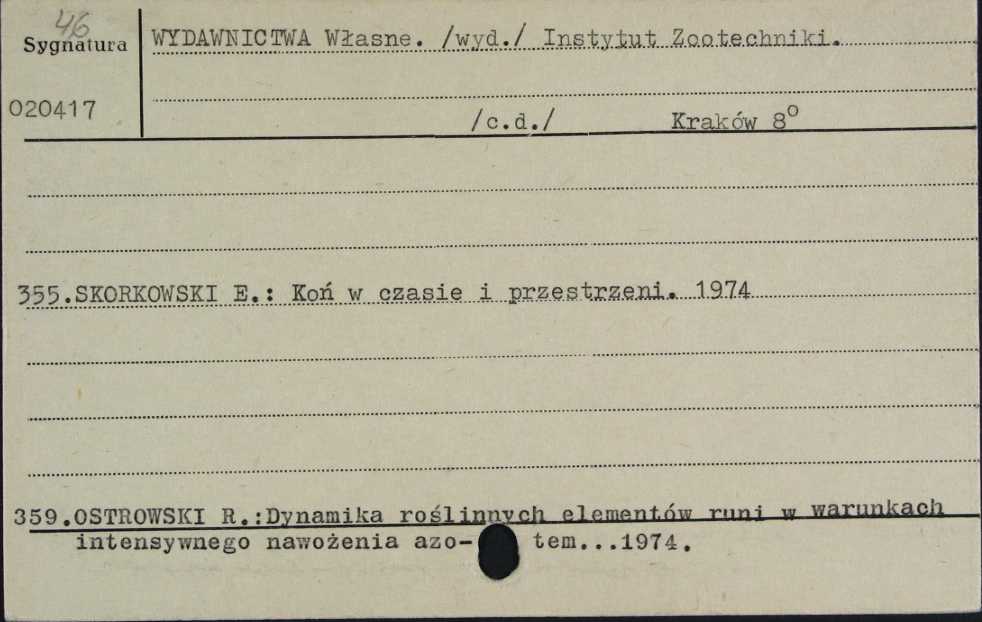 46
Sygnatura
WYDAWNICTWA Własne. /wyd./ Instytut Zootechniki.
020417
/c.d./ Kraków 8°
355.SKORKOWSKI E.: Koń w czasie i przestrzeni. 1974
359.OSTROWSKI R.:Dynamika roślinnych elementów runi w warunkach
intensywnego nawożenia azo- tem...1974.